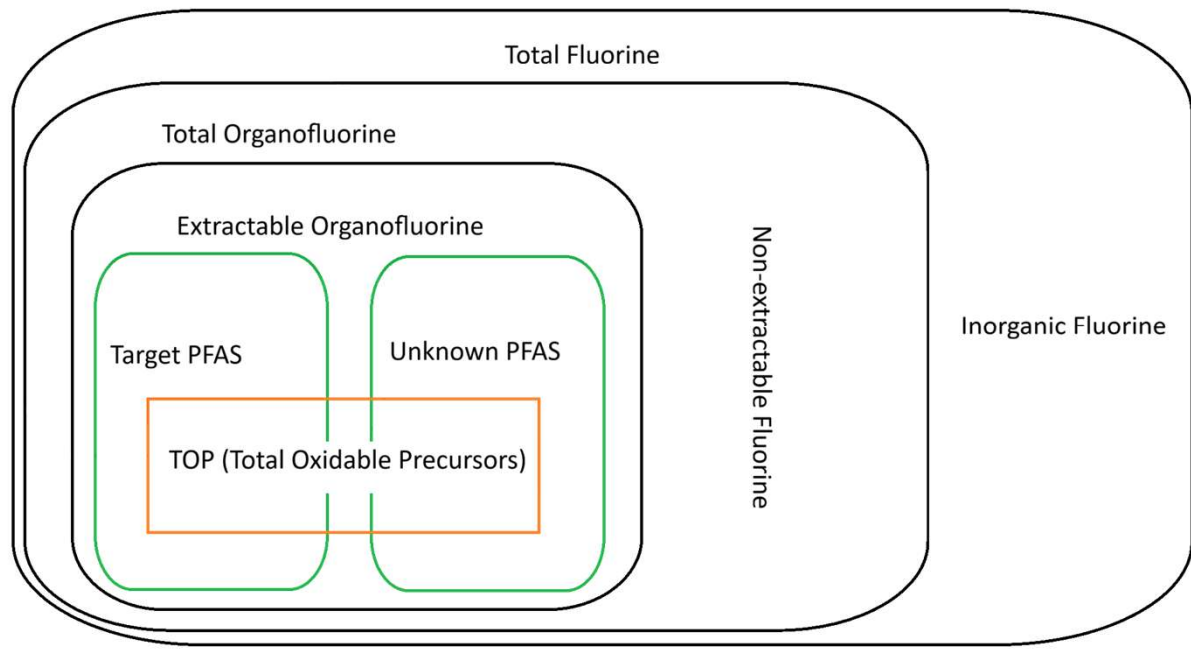 Total Fluorine
Total Organofluorine
Extractable Organofluorine
Target PFAS
Unknown PFAS
TOP (Total Oxidable Precursors)
Non-extractable Fluorine
Inorganic Fluorine